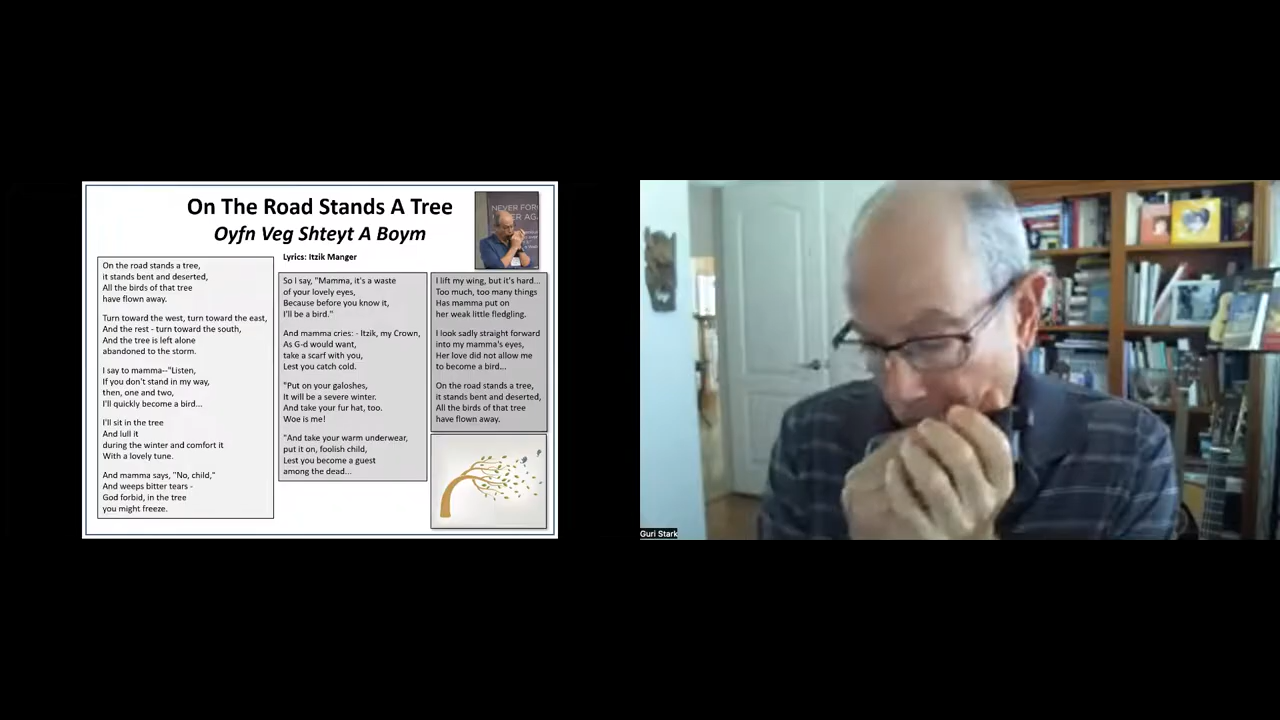 On The Road Stands A Tree
Oyfn Veg Shteyt A Boym
Lyrics: Itzik Manger
NEVER
On the road stands a tree,
it stands bent and deserted,
All the birds of that tree
have flown away.
Turn toward the west, turn toward the east,
And the rest - turn toward the south,
And the tree is left alone
abandoned to the storm.
I say to mamma--"Listen,
If you don't stand in my way,
then, one and two,
I'll quickly become a bird...
I'll sit in the tree
And lull it
during the winter and comfort it
With a lovely tune.
And mamma says, "No, child,"
And weeps bitter tears -
God forbid, in the tree
you might freeze.
So I say, "Mamma, it's a waste
of your lovely eyes,
Because before you know it,
I'll be a bird."
And mamma cries: - Itzik, my Crown,
As G-d would want,
take a scarf with you,
Lest you catch cold.
"Put on your galoshes,
It will be a severe winter.
And take your fur hat, too.
Woe is me!
"And take your warm underwear,
put it on, foolish child,
Lest you become a guest
among the dead...
I lift my wing, but it's hard...
Too much, too many things
Has mamma put on
her weak little fledgling.
I look sadly straight forward
into my mamma's eyes,
Her love did not allow me
to become a bird...
On the road stands a tree,
it stands bent and deserted,
All the birds of that tree
have flown away.
Guri Stark